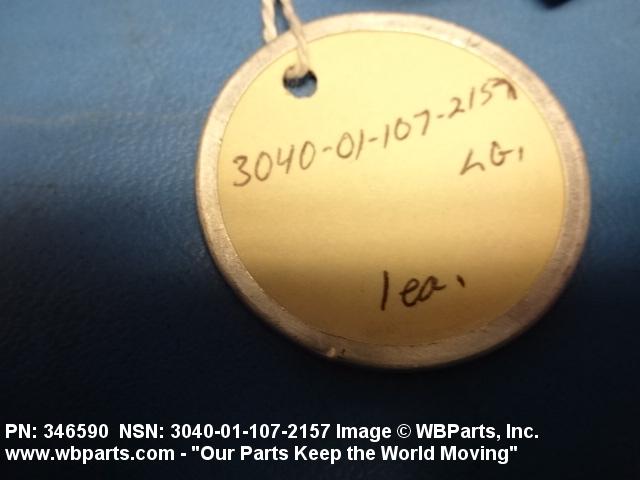 3040-01-107-2157
LG.
1ea.
PN: 346590 NSN: 3040-01-107-2157 Image © WBParts, Inc.
www.wbparts.com - "Our Parts Keep the World Moving"